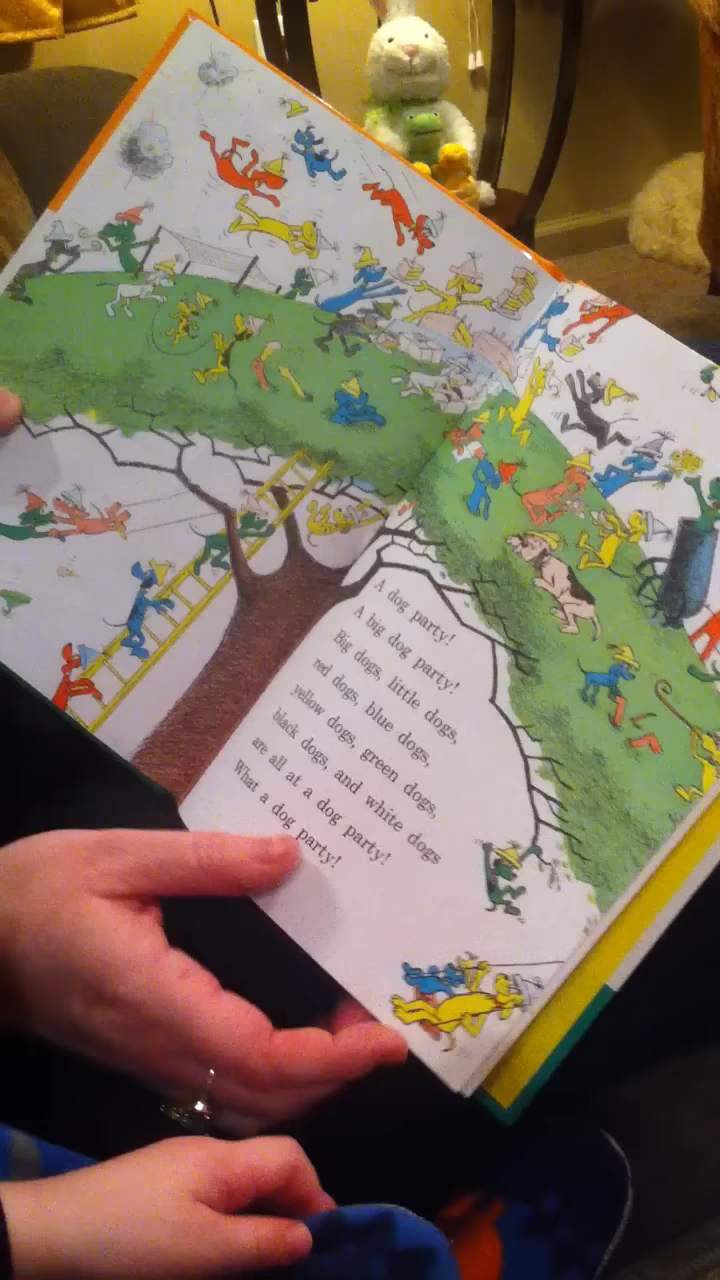 A dog party!
A big dog party!
Big dogs, little dogs,
red dogs, blue dogs,
yellow dogs, green dogs,
black dogs, and white dogs
are all at a dog party!
What a dog party!